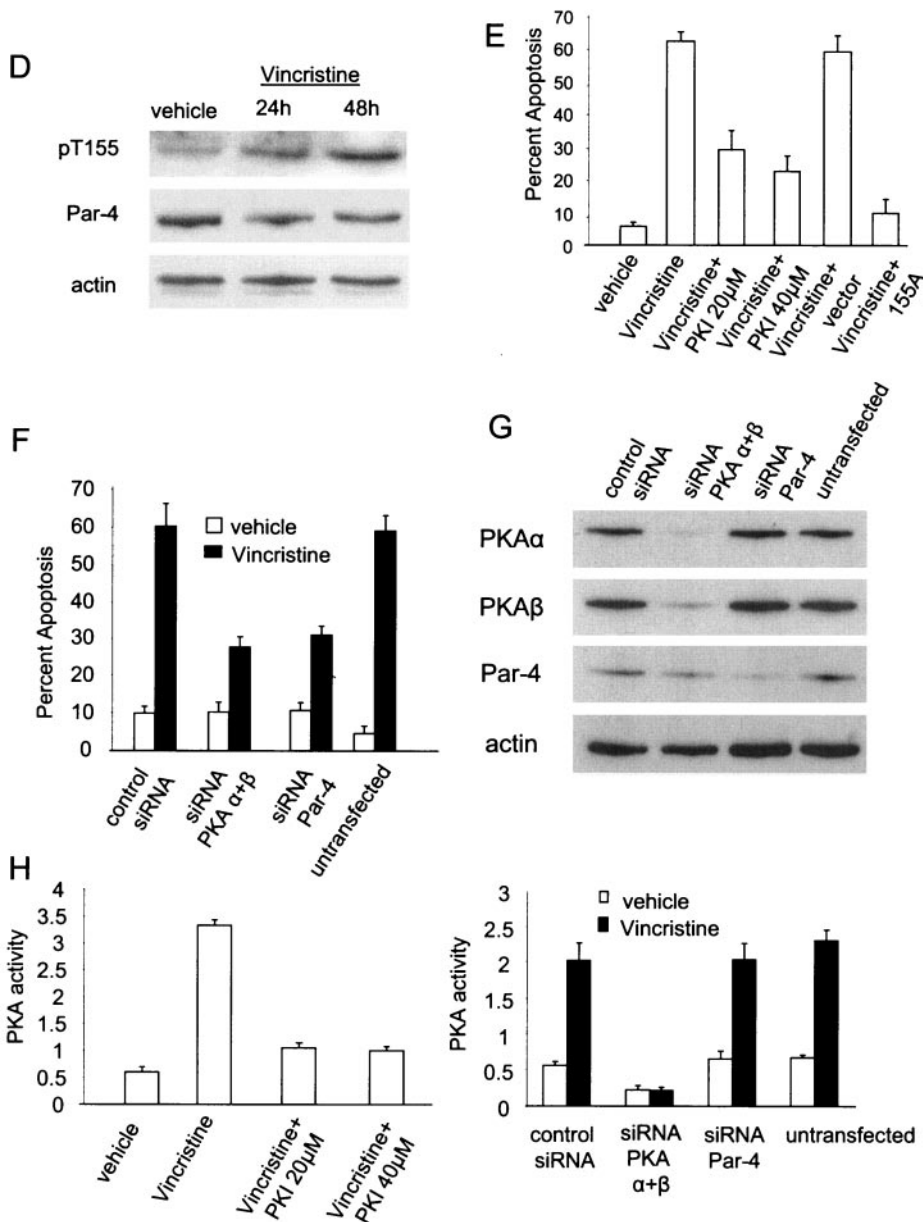 D
Vincristine
vehicle 24h 48h
pT155
Par-4
actin
E
Percent Apoptosis
70
60
50
40
30
20
10
0
vehicle
Vincristine
Vincristine+
PKI 20µM
Vincristine+
PKI 40µM
Vincristine+
vector
Vincristine+
155A
F
Percent Apoptosis
70
60
50
40
30
20
10
0
vehicle
Vincristine
control
siRNA
siRNA
PKA α+β
siRNA
Par-4
untransfected
G
control
siRNA
siRNA
PKA α+β
siRNA
Par-4
untransfected
PKAα
PKAβ
Par-4
actin
H
PKA activity
4
3.5
3
2.5
2
1.5
1
0.5
0
vehicle
Vincristine
Vincristine+
PKI 20µM
Vincristine+
PKI 40µM
PKA activity
3
2.5
2
1.5
1
0.5
0
vehicle
Vincristine
control
siRNA
siRNA
PKA
α+β
siRNA
Par-4
untransfected